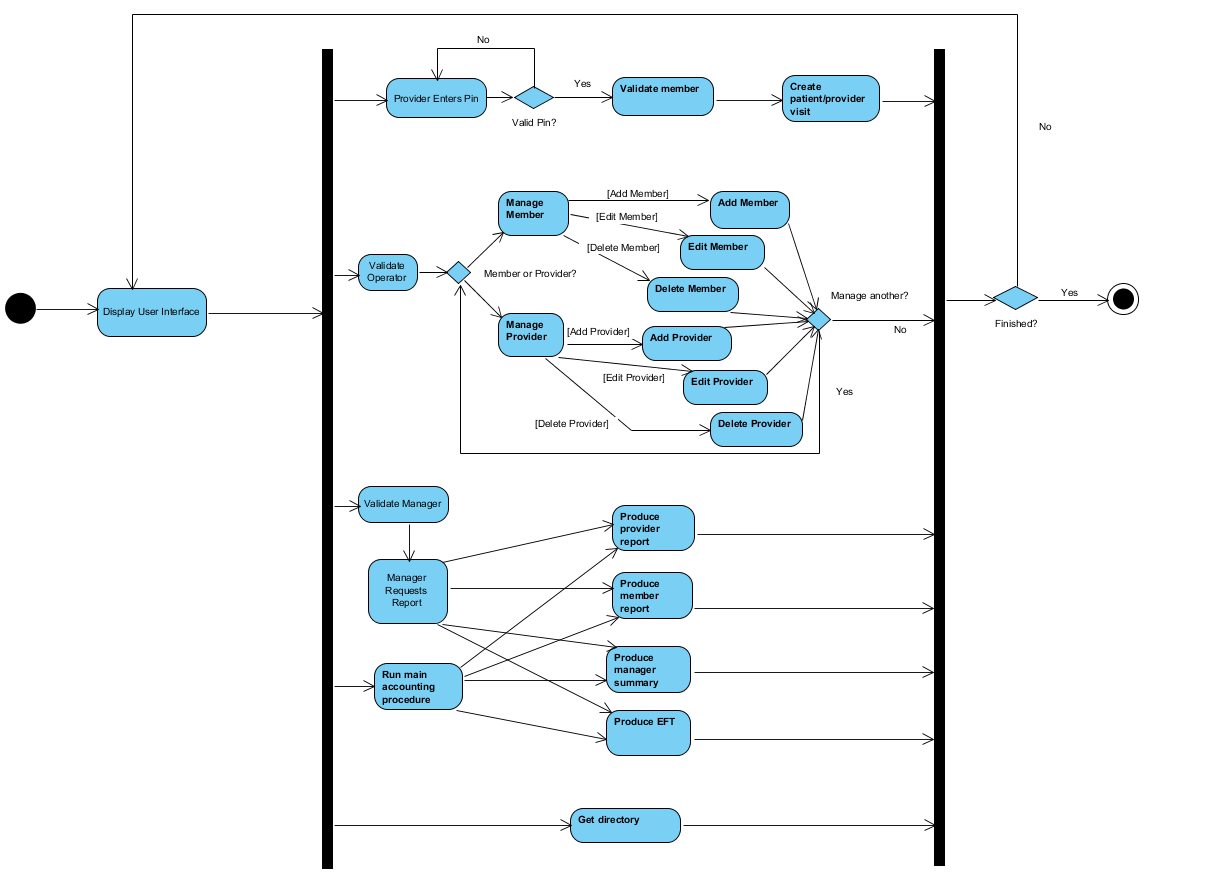 No
Provider Enters Pin
Valid Pin?
Yes
Validate member
Create
patient/provider
visit
No
Validate
Operator
Member or Provider?
Manage
Member
[Add Member]
[Edit Member]
[Delete Member]
Add Member
Edit Member
Delete Member
Manage
Provider
[Add Provider]
[Edit Provider]
[Delete Provider]
Add Provider
Edit Provider
Delete Provider
Manage another?
No
Yes
Display User Interface
Yes
Finished?
Validate Manager
Manager
Requests
Report
Run main
accounting
procedure
Produce
provider
report
Produce
member
report
Produce
manager
summary
Produce EFT
Get directory